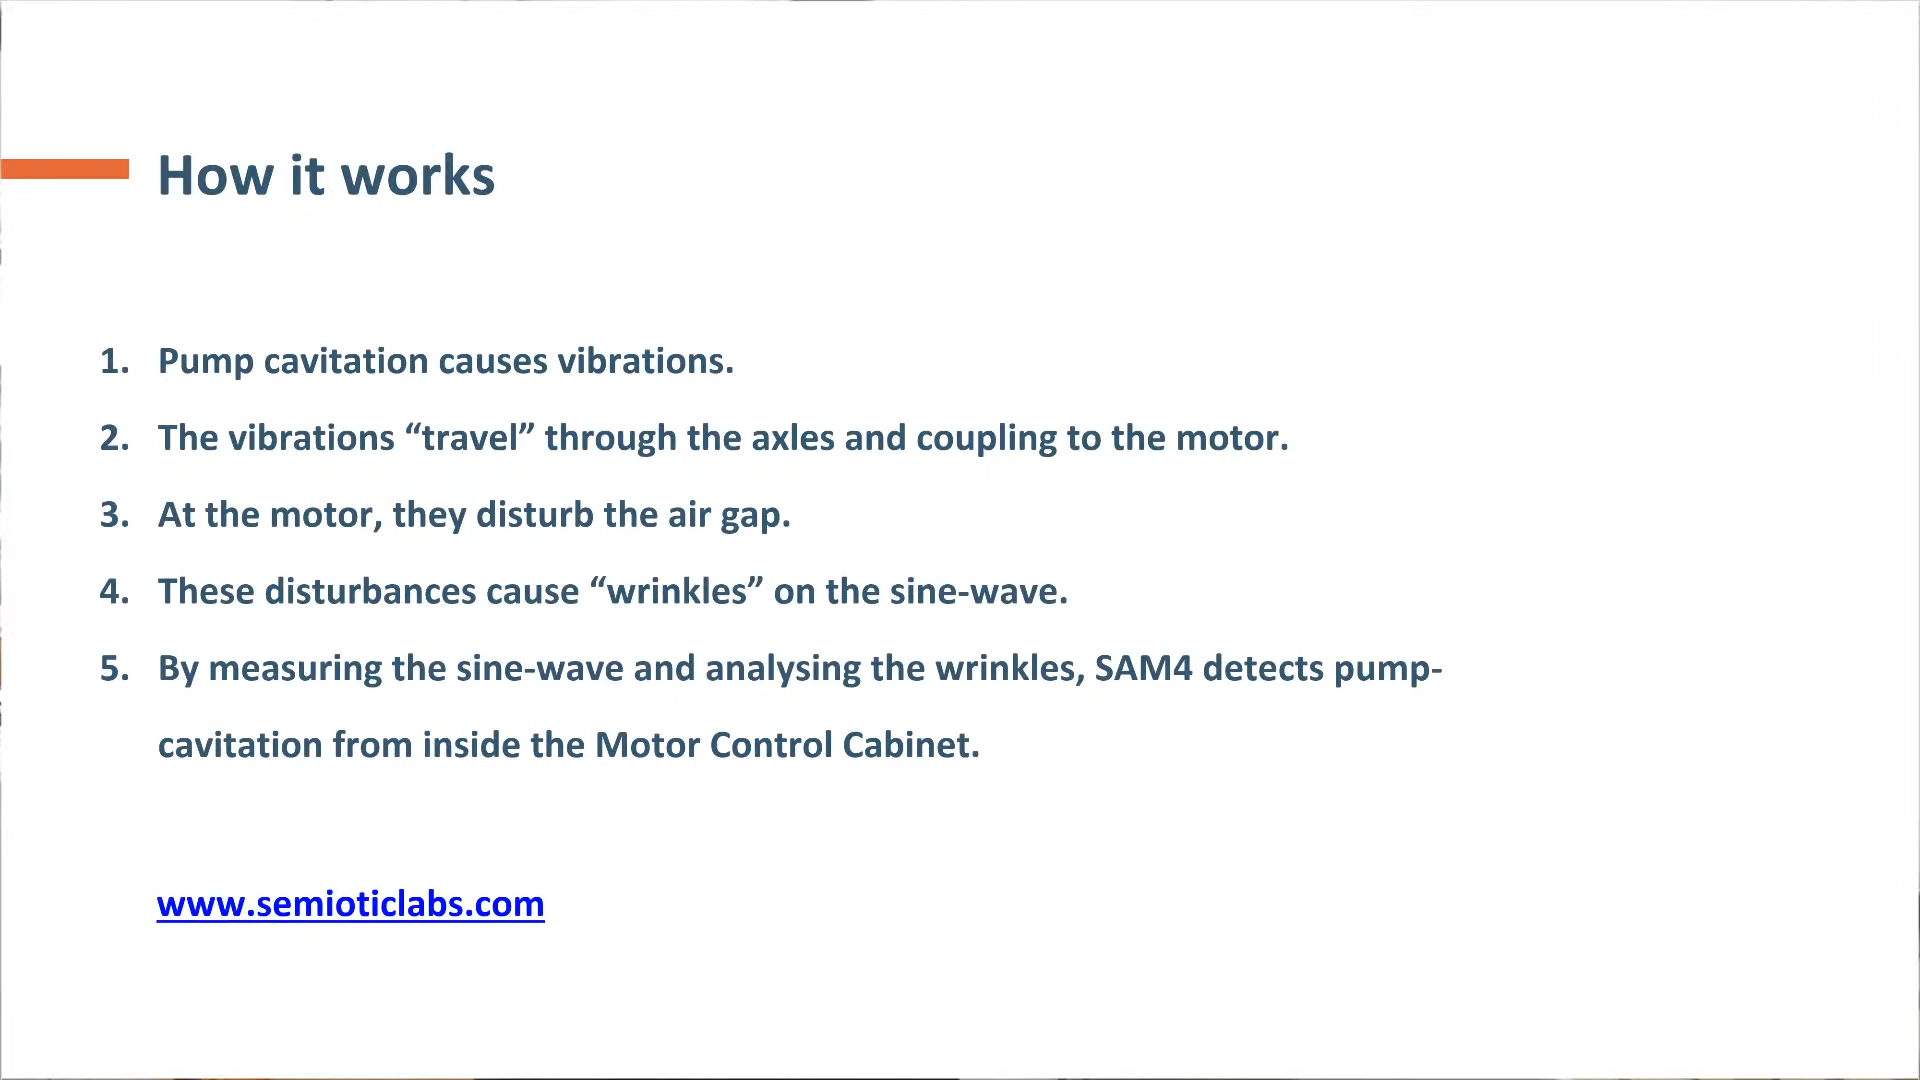 How it works
1. Pump cavitation causes vibrations.
2. The vibrations “travel” through the axles and coupling to the motor.
3. At the motor, they disturb the air gap.
4. These disturbances cause “wrinkles” on the sine-wave.
5. By measuring the sine-wave and analysing the wrinkles, SAM4 detects pump-
cavitation from inside the Motor Control Cabinet.
www.semioticlabs.com